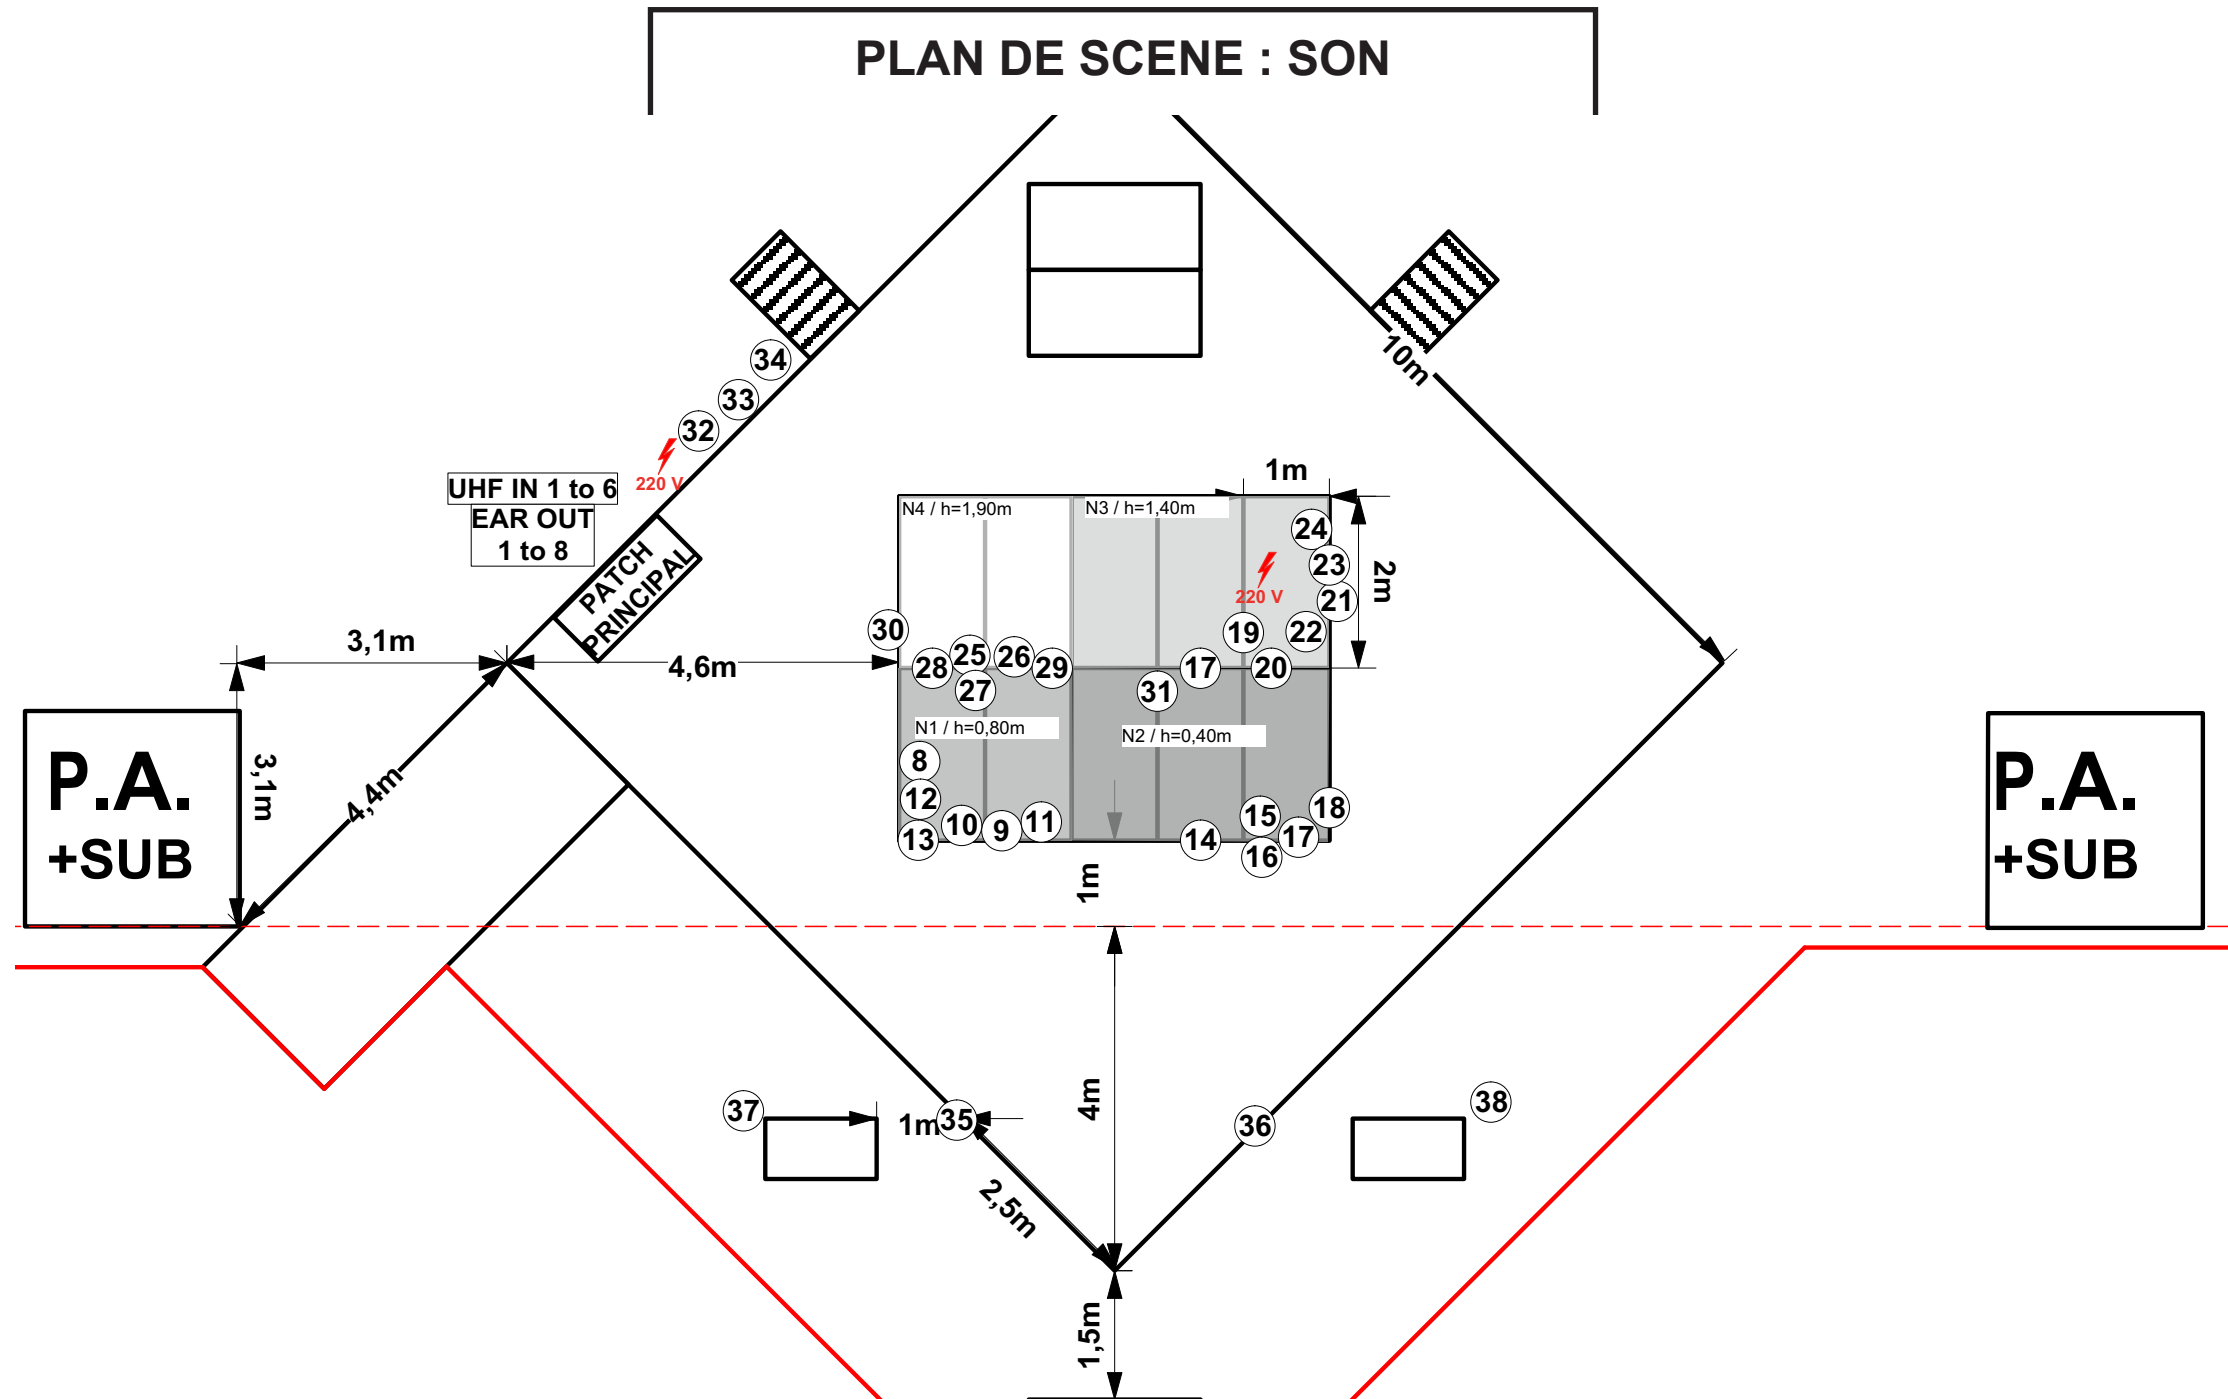 PLAN DE SCENE : SON
10m
34
33
32
220 V
UHF IN 1 to 6
EAR OUT
1 to 8
PATCH
PRINCIPAL
1m
N4 / h=1,90m
N3 / h=1,40m
24
23
2m
220 V
21
30
19
22
3,1m
4,6m
25
26
28
29
17
20
27
31
N1 / h=0,80m
N2 / h=0,40m
P.A.
+SUB
3,1m
4,4m
8
12
13
10
9
11
14
15
16
17
18
P.A.
+SUB
1m
4m
37
1m
35
36
38
2,5m
1,5m